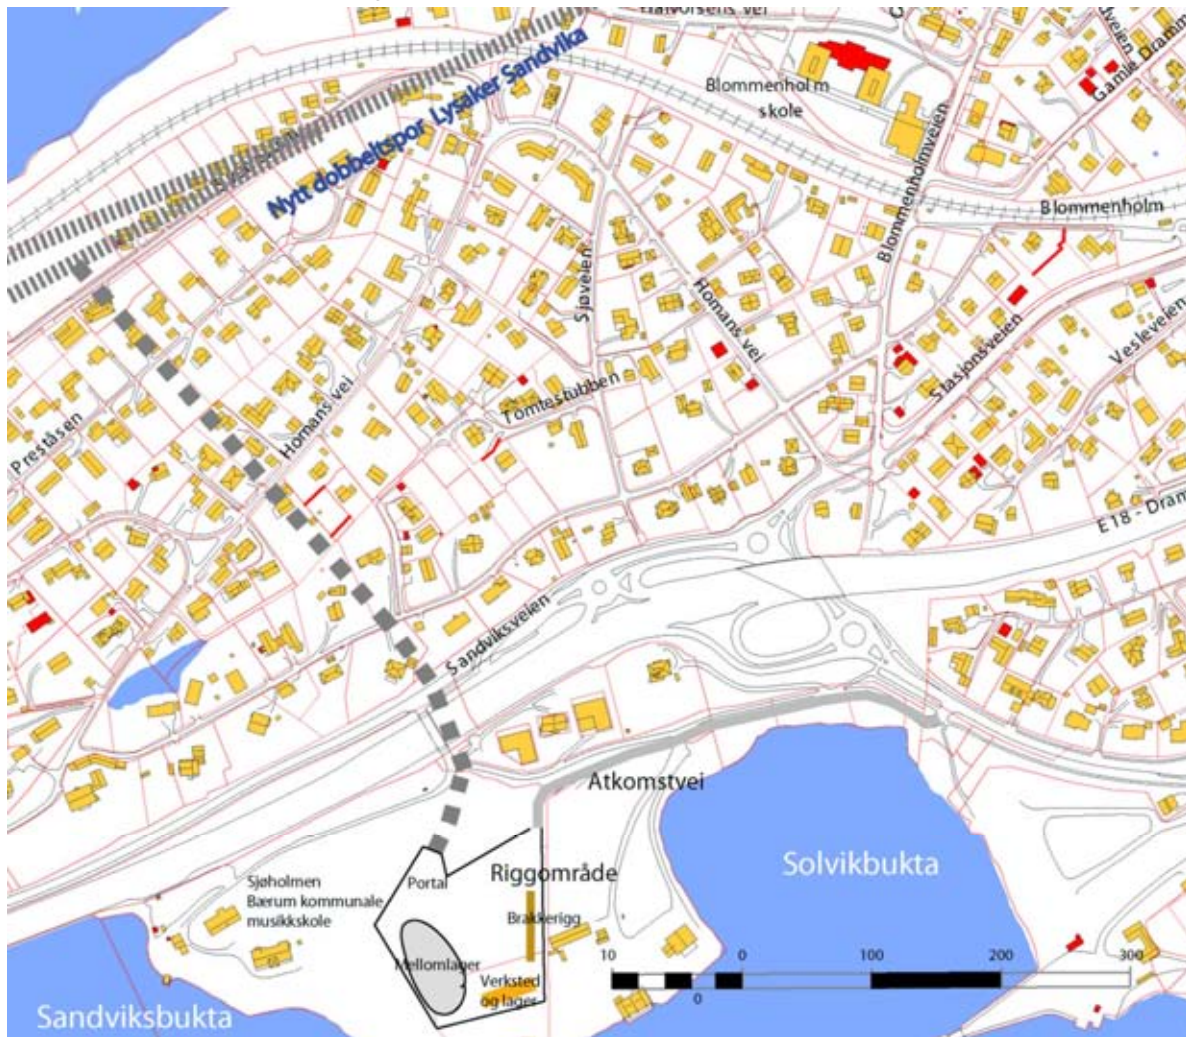 Halvorsens vei
Nytt dobbeltspor Lysaker Sandvika
Blommenholm
skole
Gamle Dramm
Blommenholmveien
Blommenholm
Sjøveien
Homans vei
Stasjonsveien
Vesleveien
Tomtestubben
Homans vei
Preståsen
E18 - Dram
Sandviksveien
Atkomstvei
Solvikbukta
Riggområde
Portal
Sjøholmen
Bærum kommunale
musikkskole
Brakkerigg
Mellomlager
Verksted
og lager
10 0 100 200 300
0
Sandviksbukta